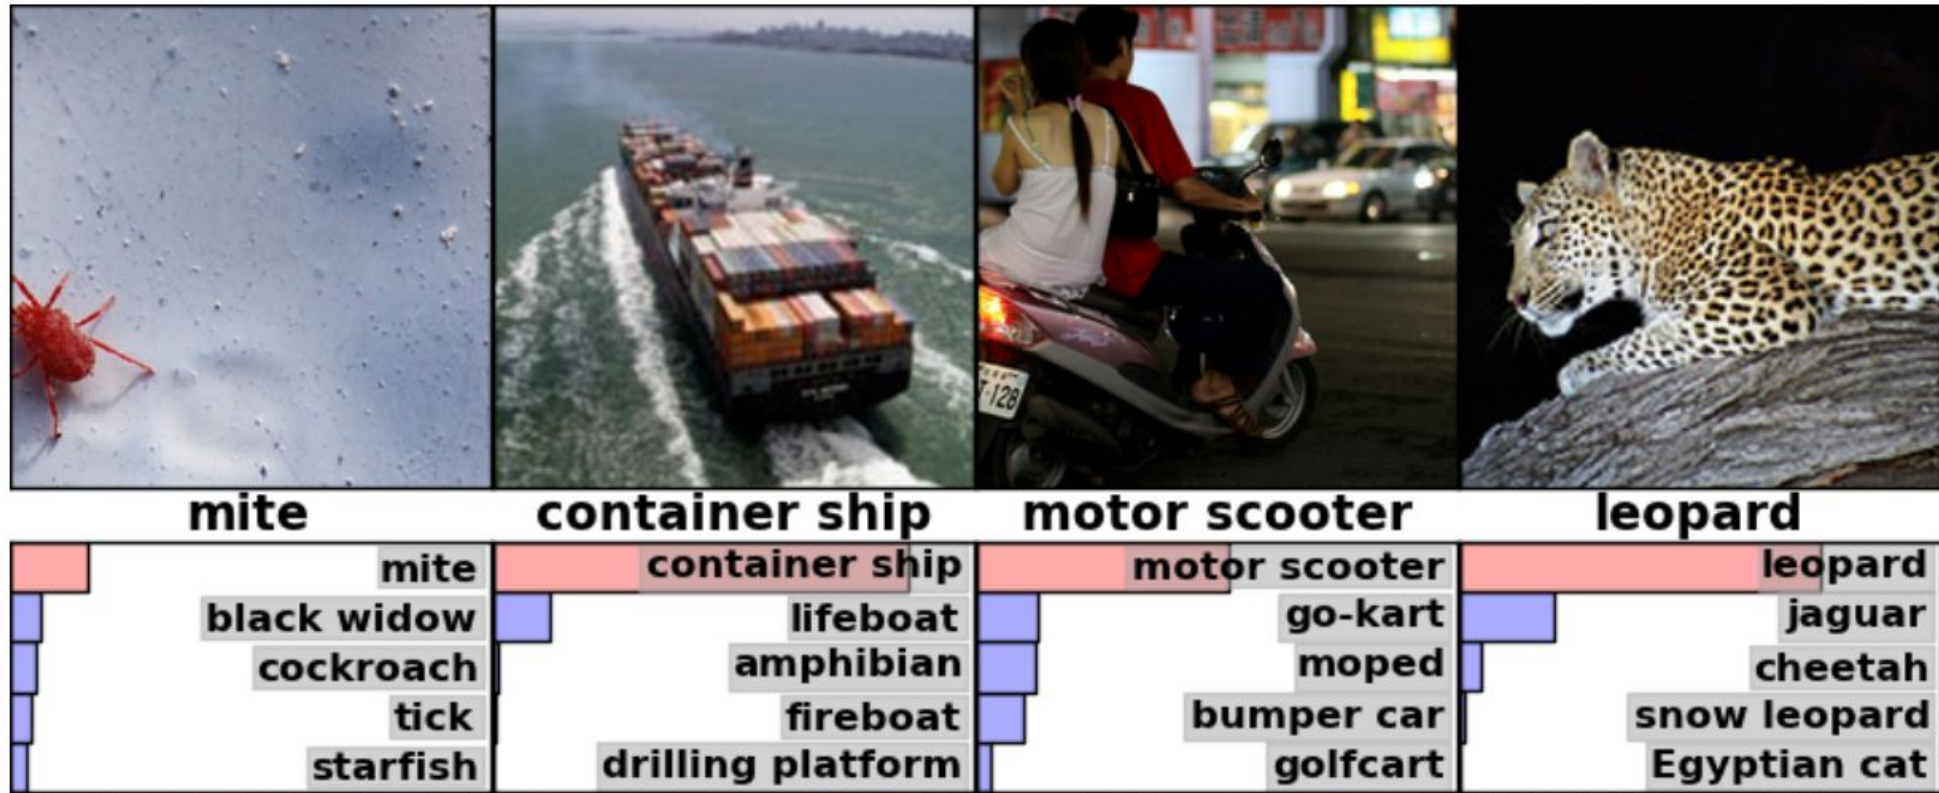 T-128
mite
container ship
motor scooter
leopard
mite
black widow
cockroach
tick
starfish
container ship
lifeboat
amphibian
fireboat
drilling platform
motor scooter
go-kart
moped
bumper car
golfcart
leopard
jaguar
cheetah
snow leopard
Egyptian cat